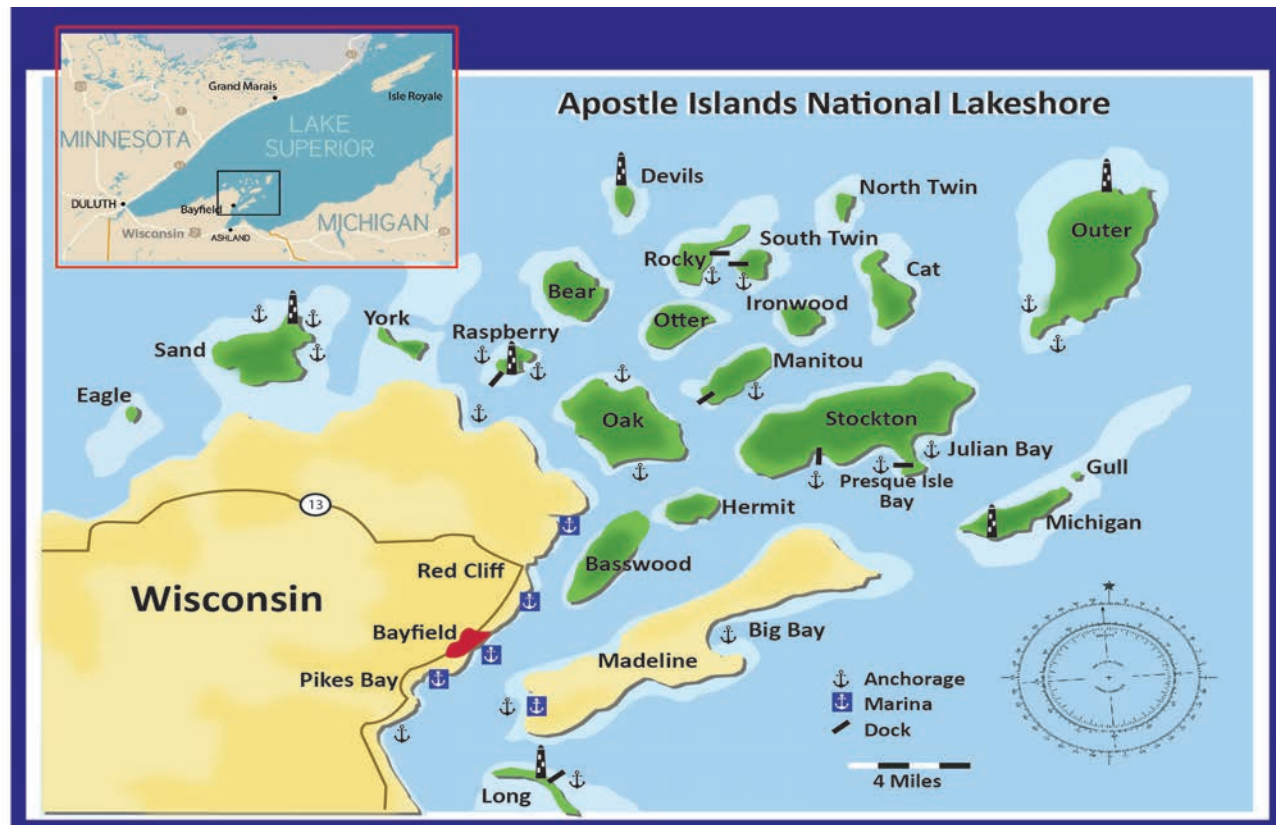 Apostle Islands National Lakeshore
Grand Marais
Isle Royale
MINNESOTA
LAKE
SUPERIOR
DULUTH
Bayfield
Wisconsin
ASHLAND
MICHIGAN
Devils
North Twin
Outer
South Twin
Rocky
Cat
Bear
Ironwood
Otter
York
Raspberry
Sand
Manitou
Eagle
Oak
Stockton
Julian Bay
Gull
Presque Isle
Bay
13
Hermit
Michigan
Basswood
Red Cliff
Wisconsin
Bayfield
Big Bay
Madeline
Pikes Bay
Anchorage
Marina
Dock
4 Miles
Long